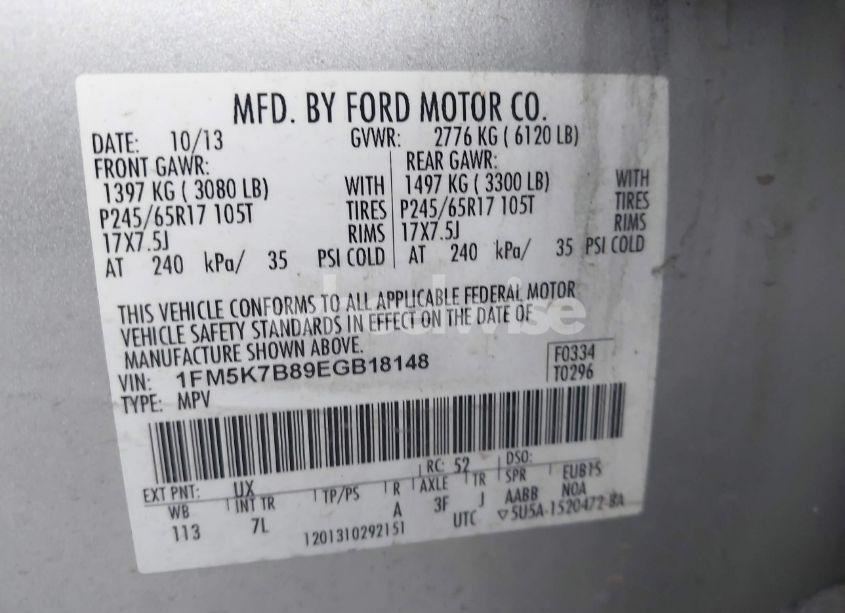 MFD. BY FORD MOTOR CO.
DATE: 10/13 GVWR: 2776 KG ( 6120 LB)
FRONT GAWR: REAR GAWR:
1397 KG ( 3080 LB) WITH 1497 KG ( 3300 LB) WITH
P245/65R17 105T TIRES P245/65R17 105T TIRES
17X7.5J RIMS 17X7.5J RIMS
AT 240 kPa/ 35 PSI COLD AT 240 kPa/ 35 PSI COLD
THIS VEHICLE CONFORMS TO ALL APPLICABLE FEDERAL MOTOR
VEHICLE SAFETY STANDARDS IN EFFECT ON THE DATE OF
MANUFACTURE SHOWN ABOVE.
VIN: 1FM5K7B89EGB18148 F0334
TYPE: MPV T0296
EXT PNT: UX RC: 52 DSO:
WB INT TR TP/PS R AXLE TR SPR EUB15
113 7L A 3F J AABB NOA
1201310292151 UTC ▽5U5A-1520472-BA